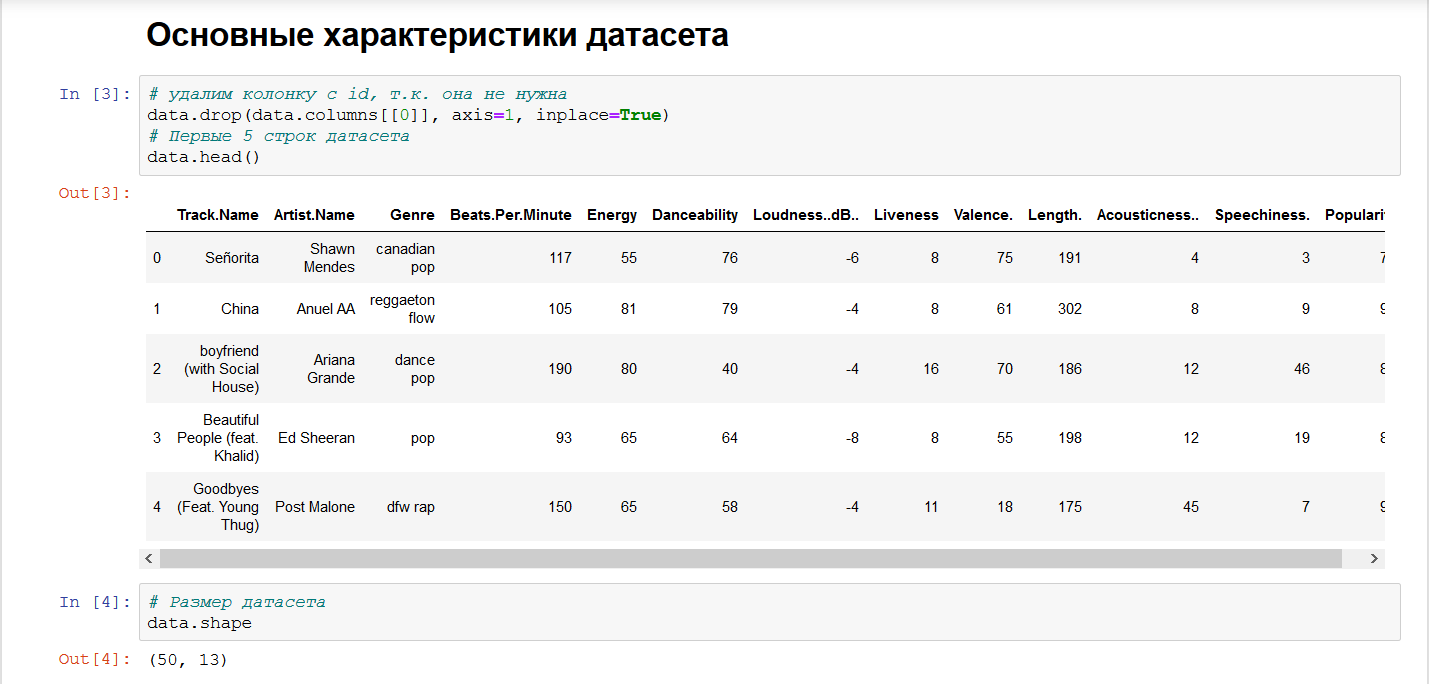 Основные характеристики датасета
In [3]: # удалим колонку с id, т.к. она не нужна
data.drop(data.columns[[0]], axis=1, inplace=True)
# Первые 5 строк датасета
data.head()
Out[3]:
Track.Name Artist.Name Genre Beats.Per.Minute Energy Danceability Loudness..dB.. Liveness Valence. Length. Acousticness.. Speechiness.
Shawn canadian
0 Señorita 117 55 76 -6 8 75 191 4 3
Mendes pop
reggaeton
1 China Anuel AA 105 81 79 -4 8 61 302 8 9
flow
boyfriend
(with Social
House)
Ariana
Grande
dance
pop
2 190 80 40 -4 16 70 186 12 46
Beautiful
People (feat.
Khalid)
3 Ed Sheeran pop 93 65 64 -8 8 55 198 12 19
Goodbyes
(Feat. Young
Thug)
4 Post Malone dfw rap 150 65 58 -4 11 18 175 45 7
In [4]: # Размер датасета
data.shape
Out[4]: (50, 13)